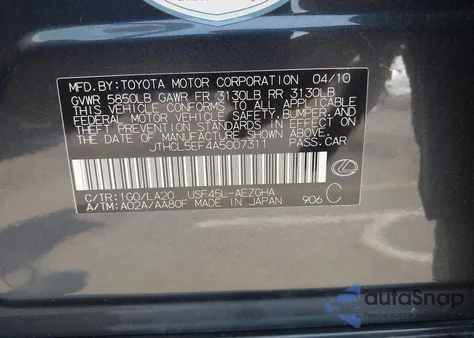 MFD.BY:TOYOTA MOTOR CORPORATION 04/10
GVWR 5850LB GAWR FR 3130LB RR 3130LB
THIS VEHICLE CONFORMS TO ALL APPLICABLE
FEDERAL MOTOR VEHICLE SAFETY,BUMPER,AND
THEFT PREVENTION STANDARDS IN EFFECT ON
THE DATE OF MANUFACTURE SHOWN ABOVE.
JTHCL5EF4A5007311 PASS.CAR
C/TR:1G0/LA20 USF45L-AEZGHA
A/TM:A02A/AA80F MADE IN JAPAN 906 C
autoSnap